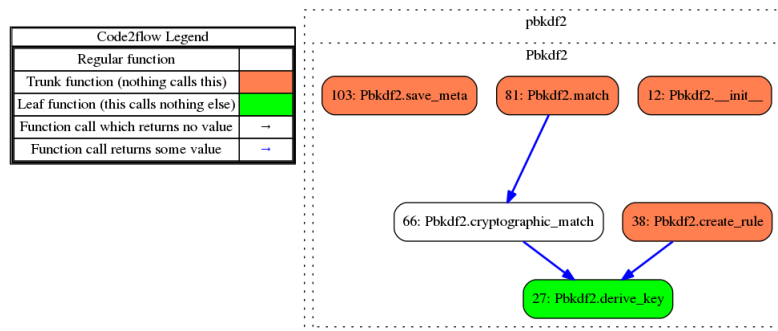 Code2flow Legend
Regular function
Trunk function (nothing calls this)
Leaf function (this calls nothing else)
Function call which returns no value →
Function call returns some value →
pbkdf2
Pbkdf2
103: Pbkdf2.save_meta
81: Pbkdf2.match
12: Pbkdf2.__init__
66: Pbkdf2.cryptographic_match
38: Pbkdf2.create_rule
27: Pbkdf2.derive_key